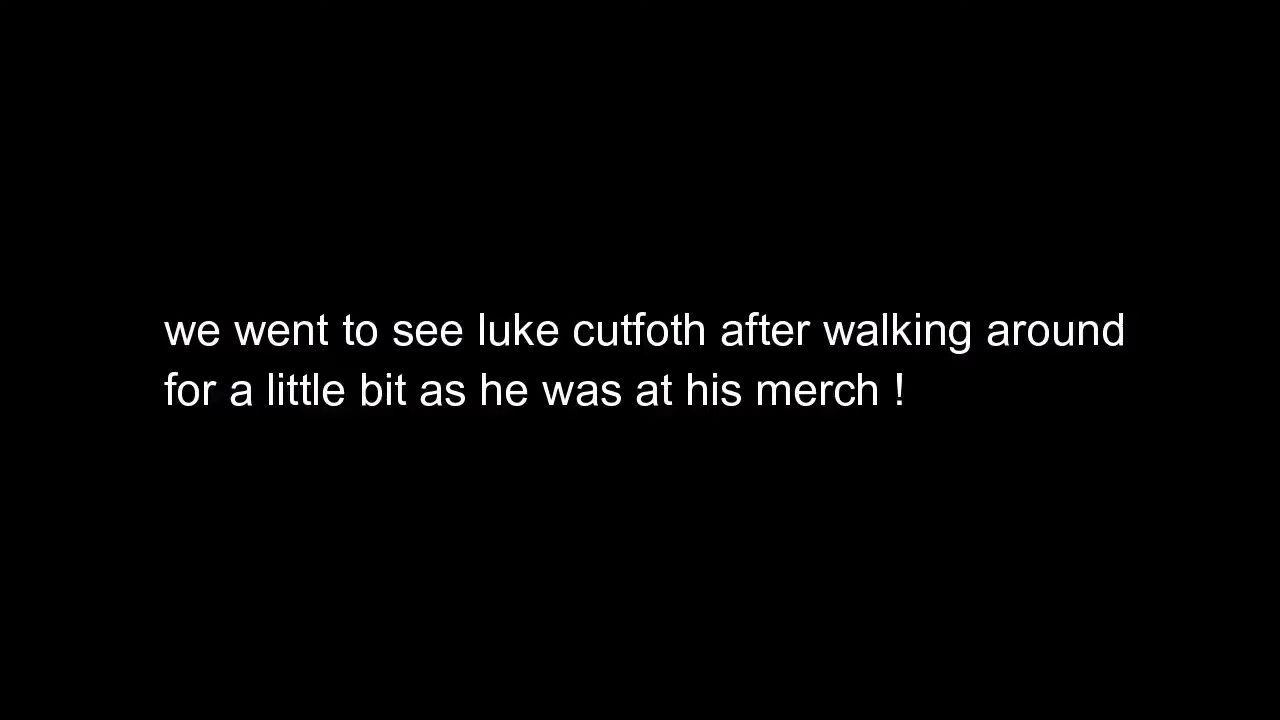 we went to see luke cutfoth after walking around
for a little bit as he was at his merch !